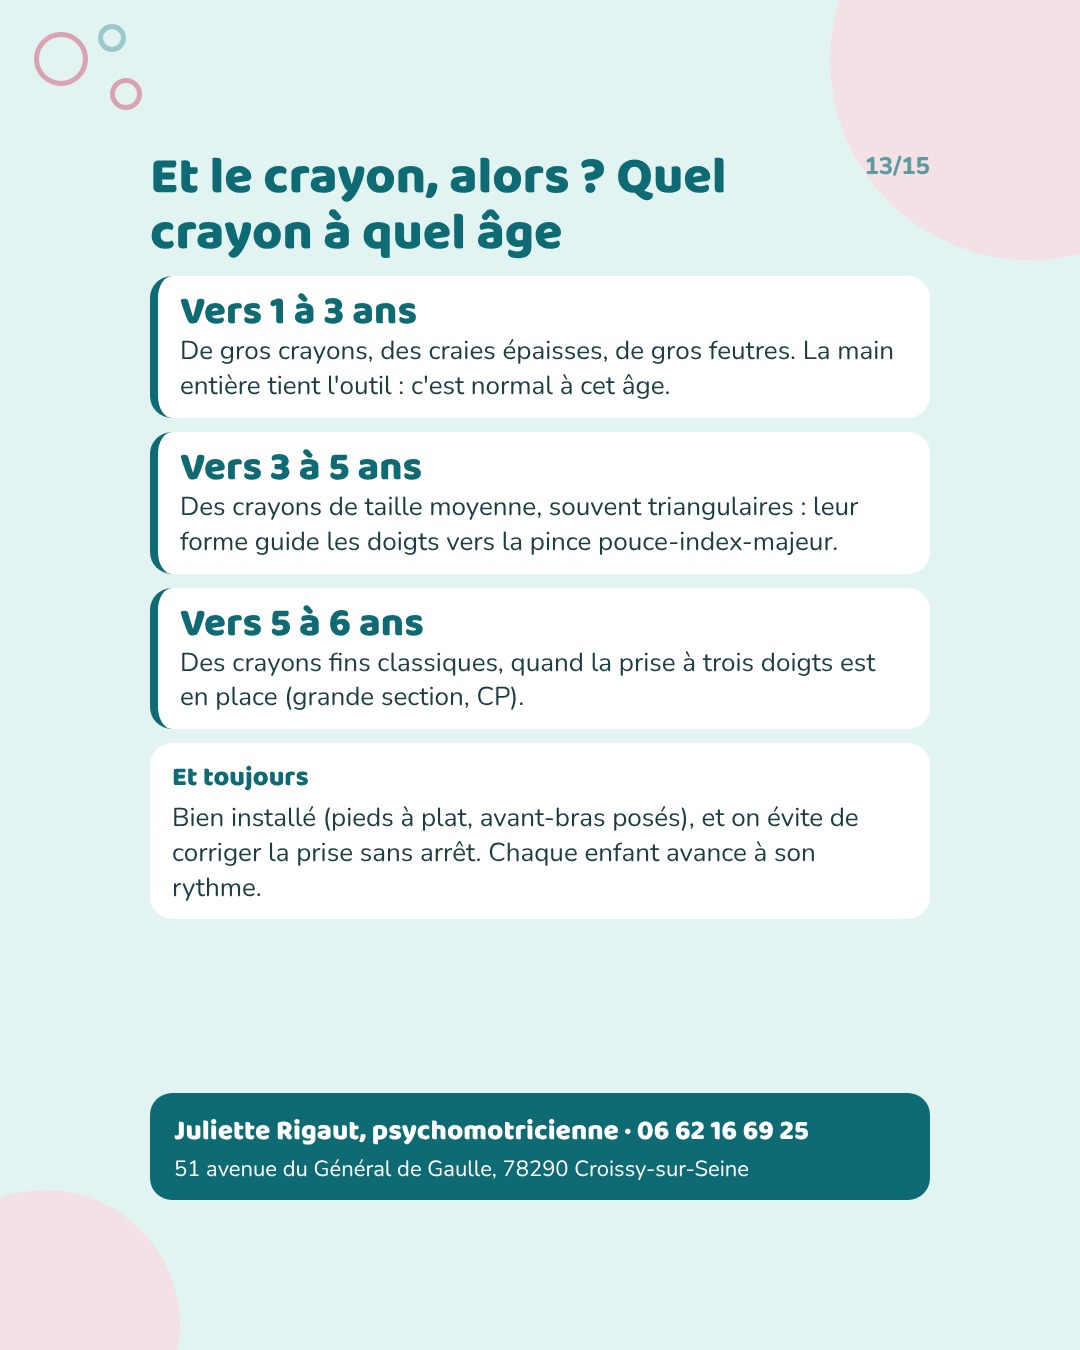 Et le crayon, alors ? Quel
crayon à quel âge
13/15
Vers 1 à 3 ans
De gros crayons, des craies épaisses, de gros feutres. La main
entière tient l'outil : c'est normal à cet âge.
Vers 3 à 5 ans
Des crayons de taille moyenne, souvent triangulaires : leur
forme guide les doigts vers la pince pouce-index-majeur.
Vers 5 à 6 ans
Des crayons fins classiques, quand la prise à trois doigts est
en place (grande section, CP).
Et toujours
Bien installé (pieds à plat, avant-bras posés), et on évite de
corriger la prise sans arrêt. Chaque enfant avance à son
rythme.
Juliette Rigaut, psychomotricienne · 06 62 16 69 25
51 avenue du Général de Gaulle, 78290 Croissy-sur-Seine